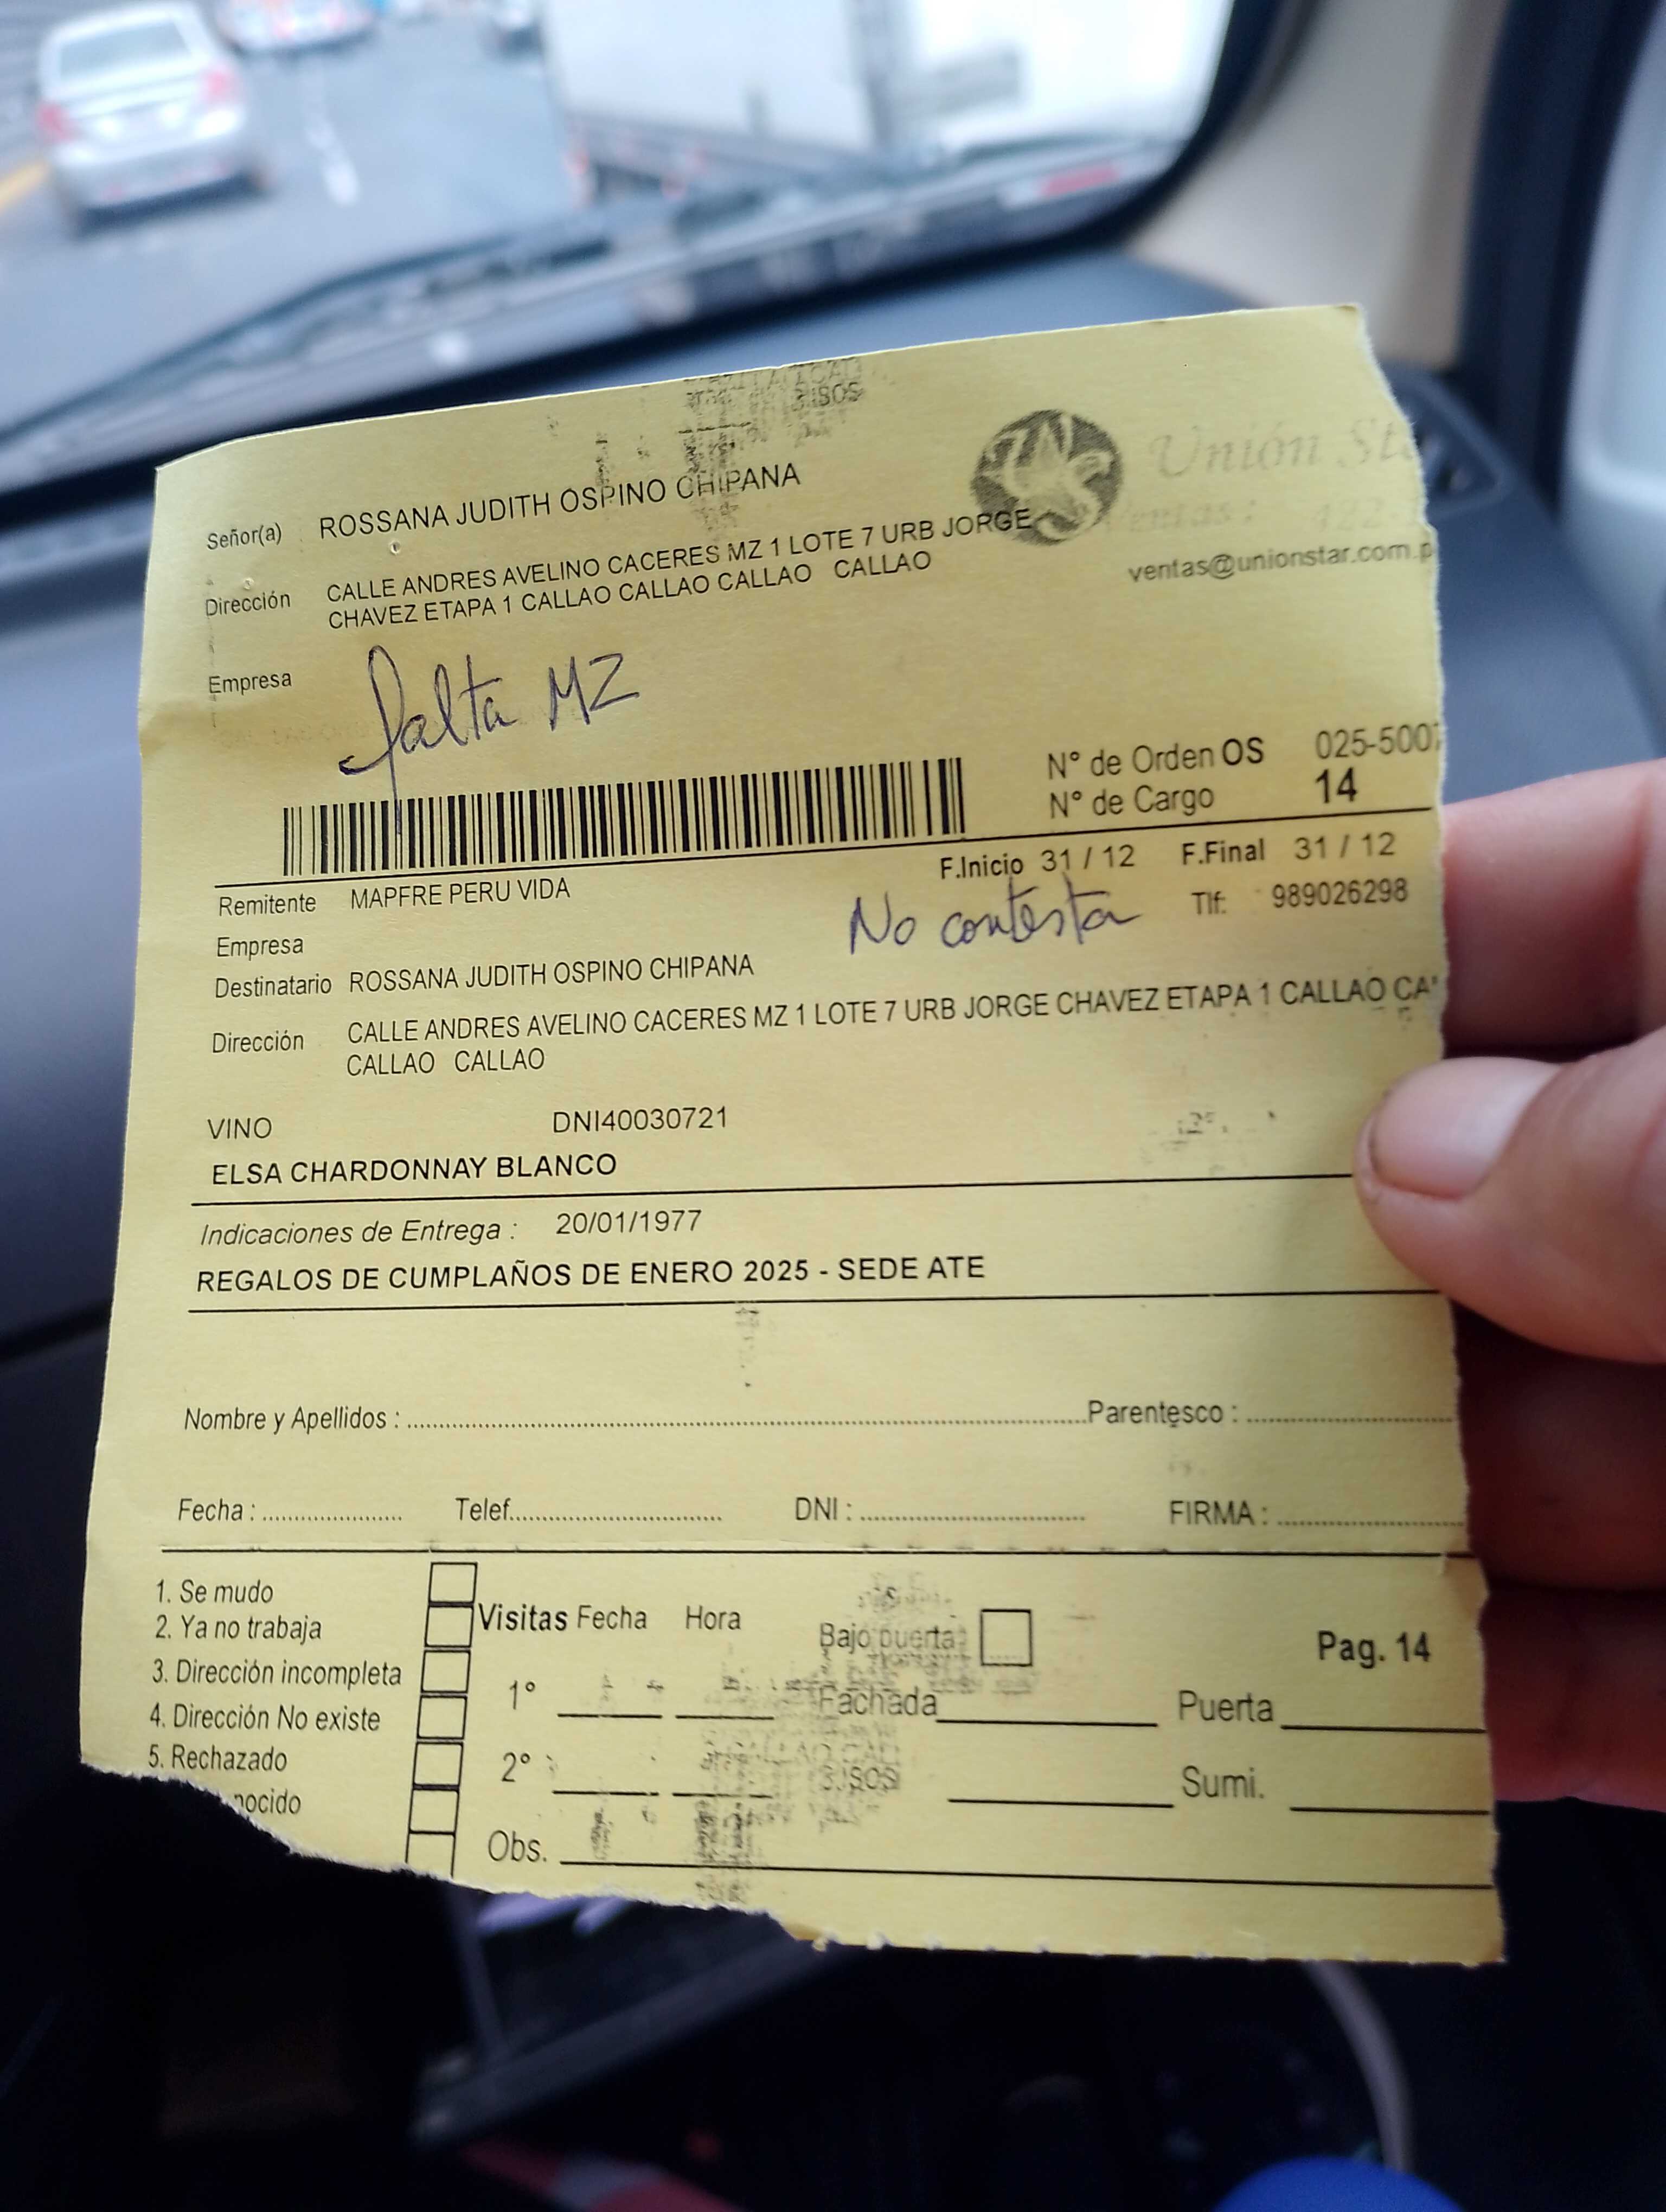 Señor(a) ROSSANA JUDITH OSPINO CHIPANA
Unión St
Dirección CALLE ANDRES AVELINO CACERES MZ 1 LOTE 7 URB JORGE
CHAVEZ ETAPA 1 CALLAO CALLAO CALLAO CALLAO
ventas@unionstar.com.p
Empresa
falta MZ
N° de Orden OS 025-5007
N° de Cargo 14
F.Inicio 31 / 12 F.Final 31 / 12
Remitente MAPFRE PERU VIDA
No contesta Tlf: 989026298
Empresa
Destinatario ROSSANA JUDITH OSPINO CHIPANA
Dirección CALLE ANDRES AVELINO CACERES MZ 1 LOTE 7 URB JORGE CHAVEZ ETAPA 1 CALLAO CA
CALLAO CALLAO
VINO DNI40030721
ELSA CHARDONNAY BLANCO
Indicaciones de Entrega : 20/01/1977
REGALOS DE CUMPLAÑOS DE ENERO 2025 - SEDE ATE
Nombre y Apellidos : Parentesco :
Fecha : Telef. DNI : FIRMA :
1. Se mudo
2. Ya no trabaja
3. Dirección incompleta
4. Dirección No existe
5. Rechazado
nocido
Visitas Fecha Hora Bajo puerta Pag. 14
1° Fachada Puerta
2° Sumi.
Obs.